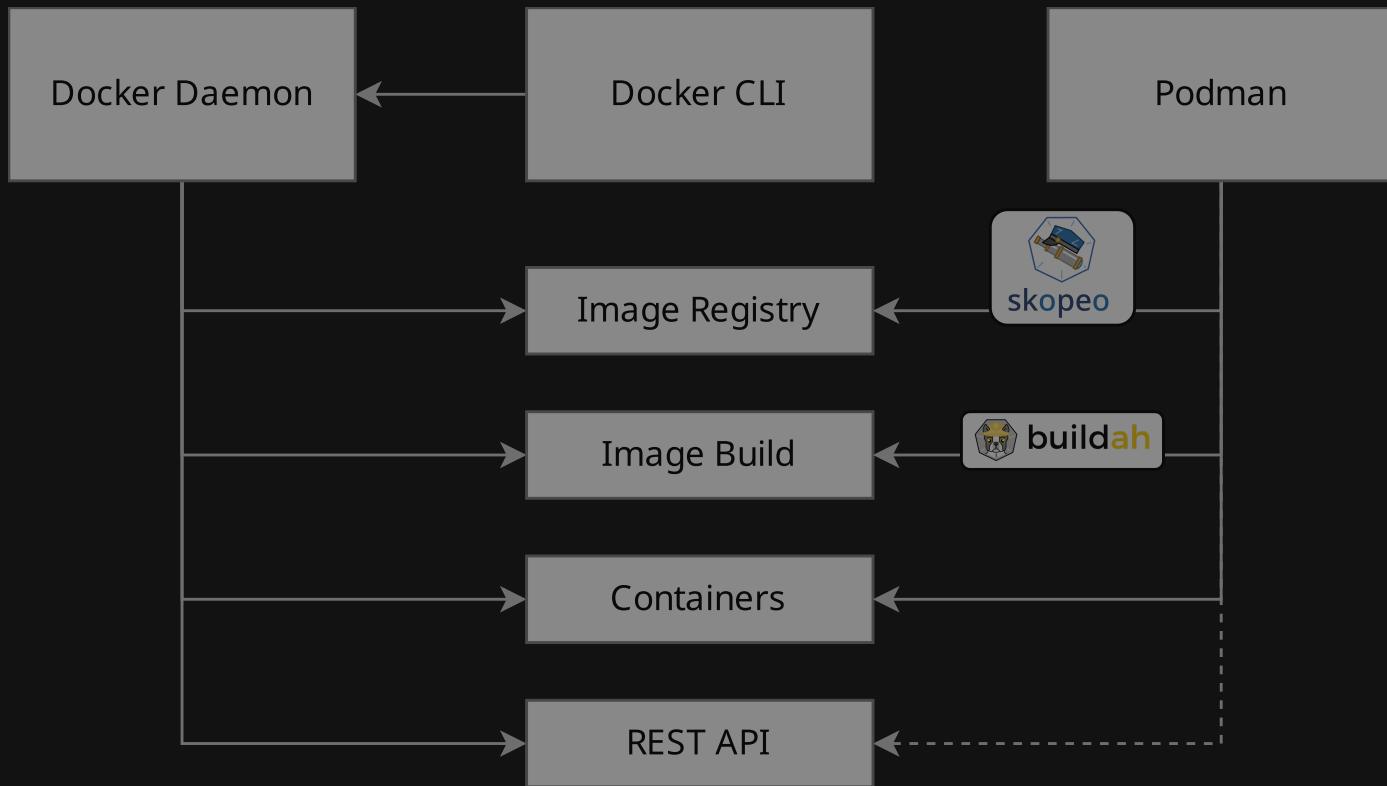 Docker Daemon
Docker CLI
Podman
skopeo
Image Registry
buildah
Image Build
Containers
REST API